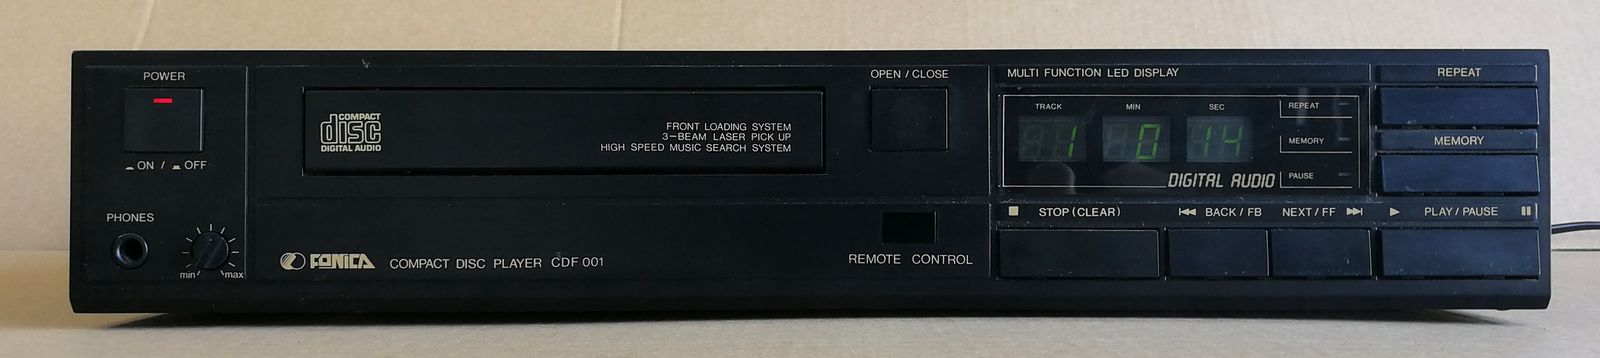 POWER
ON / OFF
PHONES
min
max
COMPACT
disc
DIGITAL AUDIO
FRONT LOADING SYSTEM
3-BEAM LASER PICK UP
HIGH SPEED MUSIC SEARCH SYSTEM
OPEN / CLOSE
FONICA COMPACT DISC PLAYER CDF 001
REMOTE CONTROL
MULTI FUNCTION LED DISPLAY
TRACK MIN SEC
1 0 14
REPEAT
MEMORY
PAUSE
DIGITAL AUDIO
REPEAT
MEMORY
STOP (CLEAR) BACK / FB NEXT / FF PLAY / PAUSE